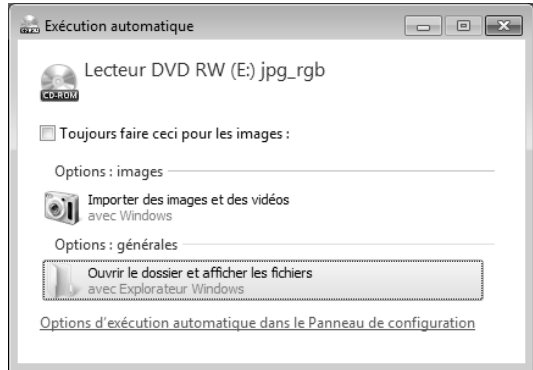 Exécution automatique
Lecteur DVD RW (E:) jpg_rgb
CD-ROM
Toujours faire ceci pour les images :
Options : images
Importer des images et des vidéos
avec Windows
Options : générales
Ouvrir le dossier et afficher les fichiers
avec Explorateur Windows
Options d'exécution automatique dans le Panneau de configuration